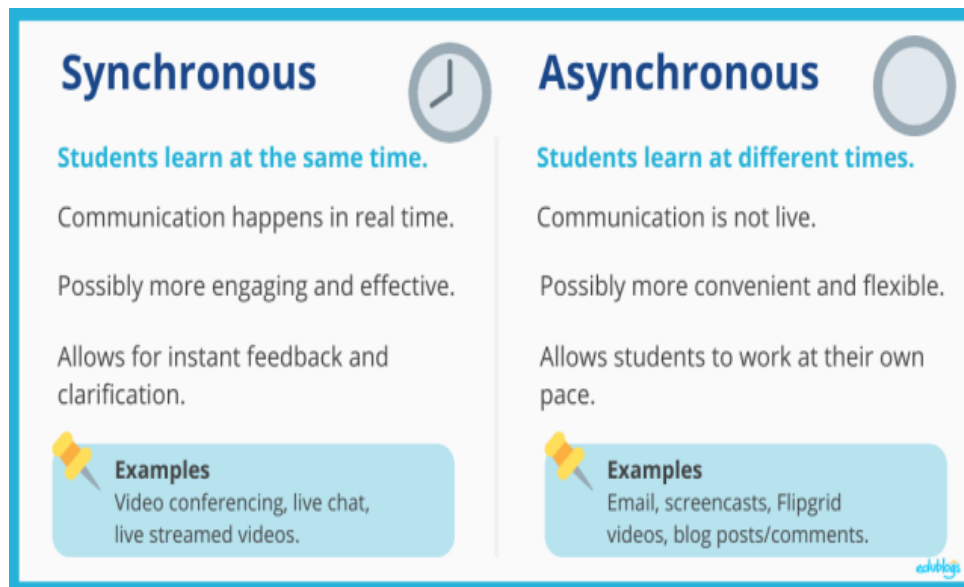 Synchronous
Students learn at the same time.
Communication happens in real time.
Possibly more engaging and effective.
Allows for instant feedback and
clarification.
Examples
Video conferencing, live chat,
live streamed videos.
Asynchronous
Students learn at different times.
Communication is not live.
Possibly more convenient and flexible.
Allows students to work at their own
pace.
Examples
Email, screencasts, Flipgrid
videos, blog posts/comments.
edublogs